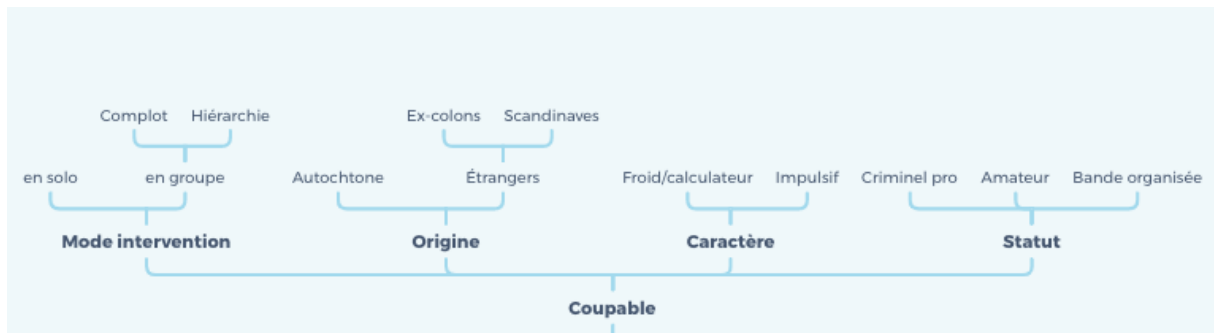 Complot Hiérarchie Ex-colons Scandinaves
en solo en groupe Autochtone Étrangers Froid/calculateur Impulsif Criminel pro Amateur Bande organisée
Mode intervention Origine Caractère Statut
Coupable